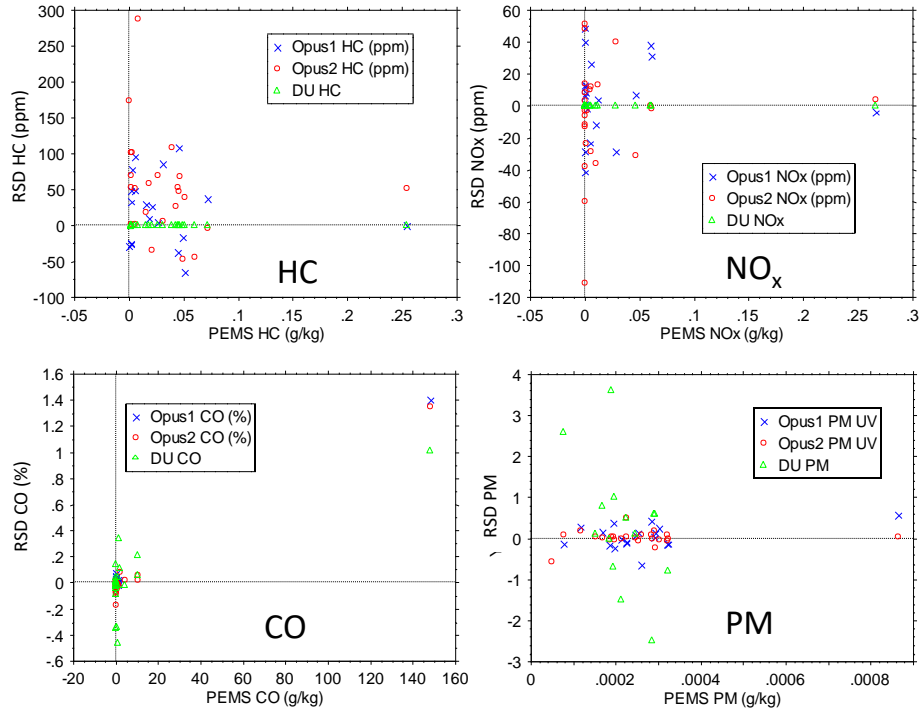 300
250
200
150
100
50
0
-50
100
RSD HC (ppm)
Opus1 HC (ppm)
Opus2 HC (ppm)
DU HC
HC
-.05 0 .05 .1 .15 .2 .25 .3
PEMS HC (g/kg)
60
40
20
0
-20
-40
-60
-80
-100
-120
RSD NOx (ppm)
Opus1 NOx (ppm)
Opus2 NOx (ppm)
DU NOx
NOx
-.05 0 .05 .1 .15 .2 .25 .3
PEMS NOx (g/kg)
1.6
1.4
1.2
1
.8
.6
.4
.2
0
-.2
-.4
-.6
RSD CO (%)
Opus1 CO (%)
Opus2 CO (%)
DU CO
CO
-20 0 20 40 60 80 100 120 140 160
PEMS CO (g/kg)
4
3
2
1
0
-1
-2
-3
RSD PM
Opus1 PM UV
Opus2 PM UV
DU PM
PM
0 .0002 .0004 .0006 .0008
PEMS PM (g/kg)